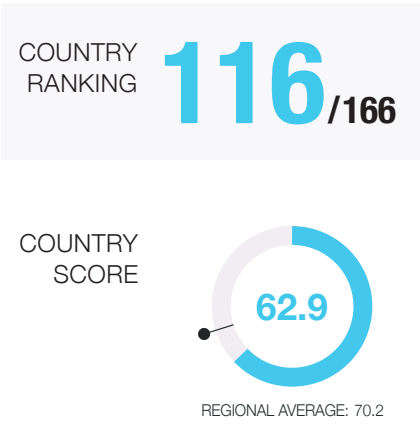 COUNTRY
RANKING
116/166
COUNTRY
SCORE
62.9
REGIONAL AVERAGE: 70.2